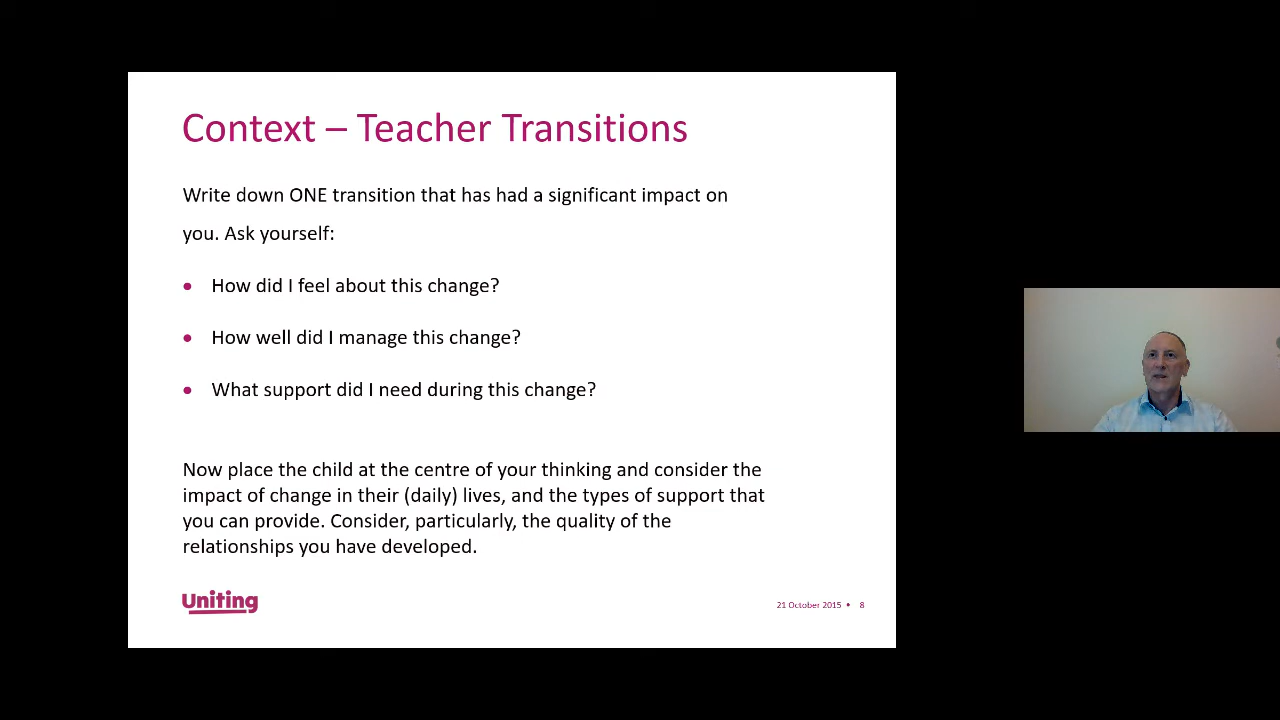 Context – Teacher Transitions
Write down ONE transition that has had a significant impact on
you. Ask yourself:
• How did I feel about this change?
• How well did I manage this change?
• What support did I need during this change?
Now place the child at the centre of your thinking and consider the
impact of change in their (daily) lives, and the types of support that
you can provide. Consider, particularly, the quality of the
relationships you have developed.
Uniting
21 October 2015 • 8